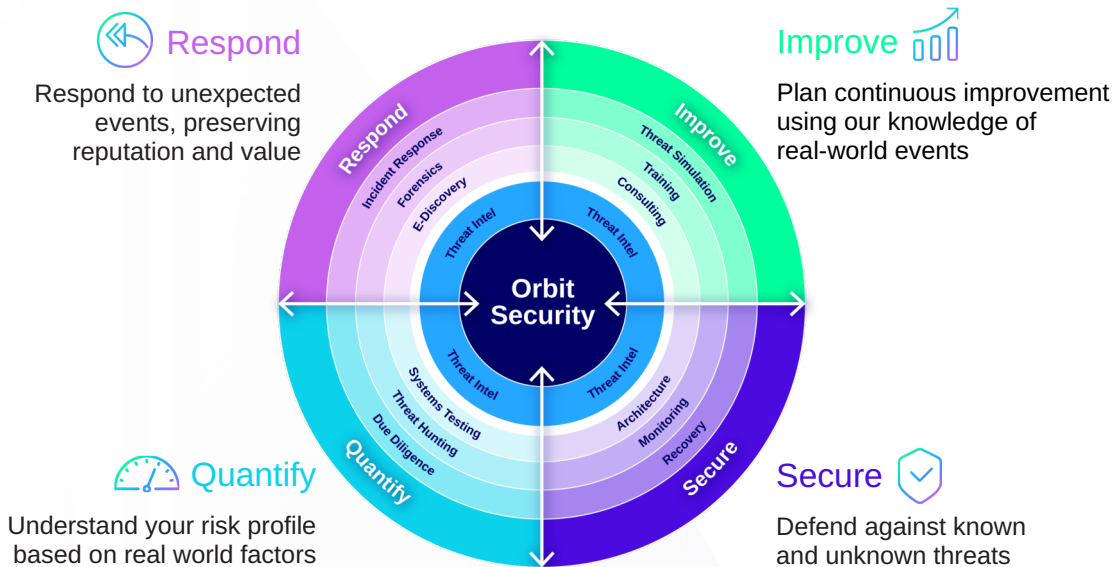 Respond
Respond to unexpected
events, preserving
reputation and value
Improve
Plan continuous improvement
using our knowledge of
real-world events
Respond
Incident Response
Forensics
E-Discovery
Threat Intel
Improve
Threat Simulation
Training
Consulting
Threat Intel
Orbit
Security
Threat Intel
Systems Testing
Threat Hunting
Due Diligence
Quantify
Threat Intel
Architecture
Monitoring
Recovery
Secure
Quantify
Understand your risk profile
based on real world factors
Secure
Defend against known
and unknown threats